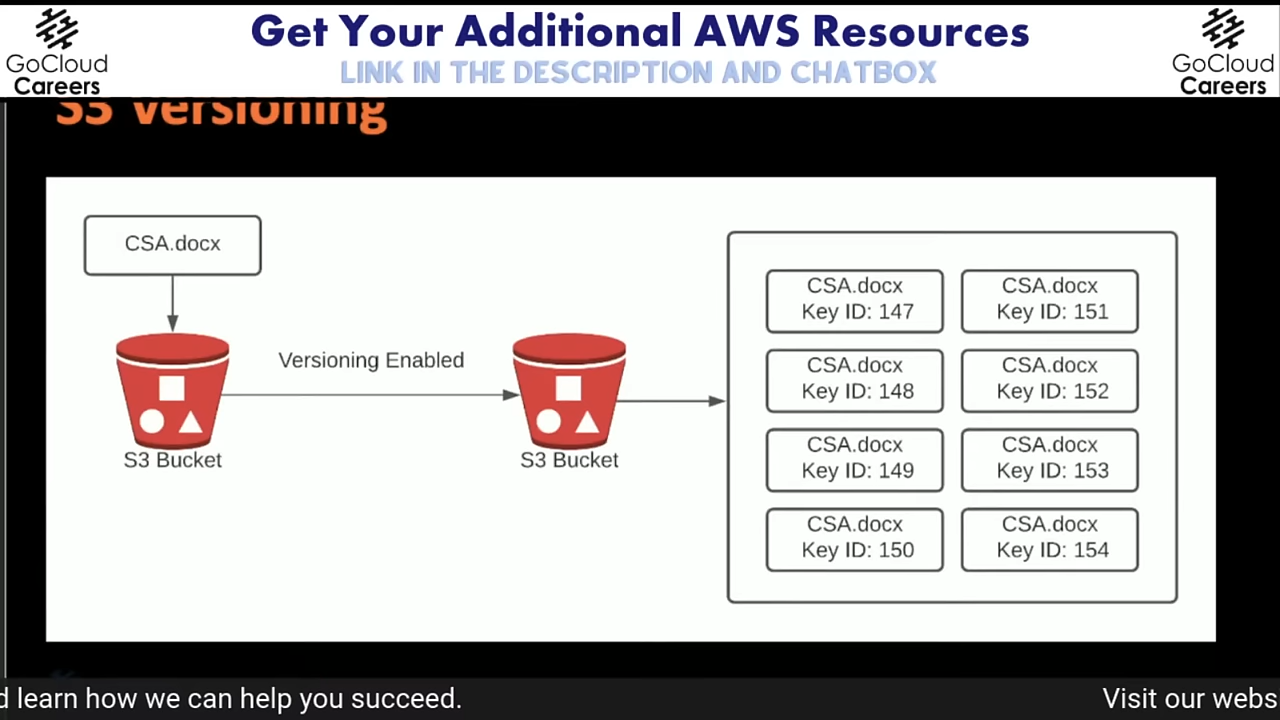 Get Your Additional AWS Resources
LINK IN THE DESCRIPTION AND CHATBOX
GoCloud
Careers
GoCloud
Careers
S3 Versioning
CSA.docx
Versioning Enabled
S3 Bucket
S3 Bucket
CSA.docx
Key ID: 147
CSA.docx
Key ID: 151
CSA.docx
Key ID: 148
CSA.docx
Key ID: 152
CSA.docx
Key ID: 149
CSA.docx
Key ID: 153
CSA.docx
Key ID: 150
CSA.docx
Key ID: 154
d learn how we can help you succeed.
Visit our webs